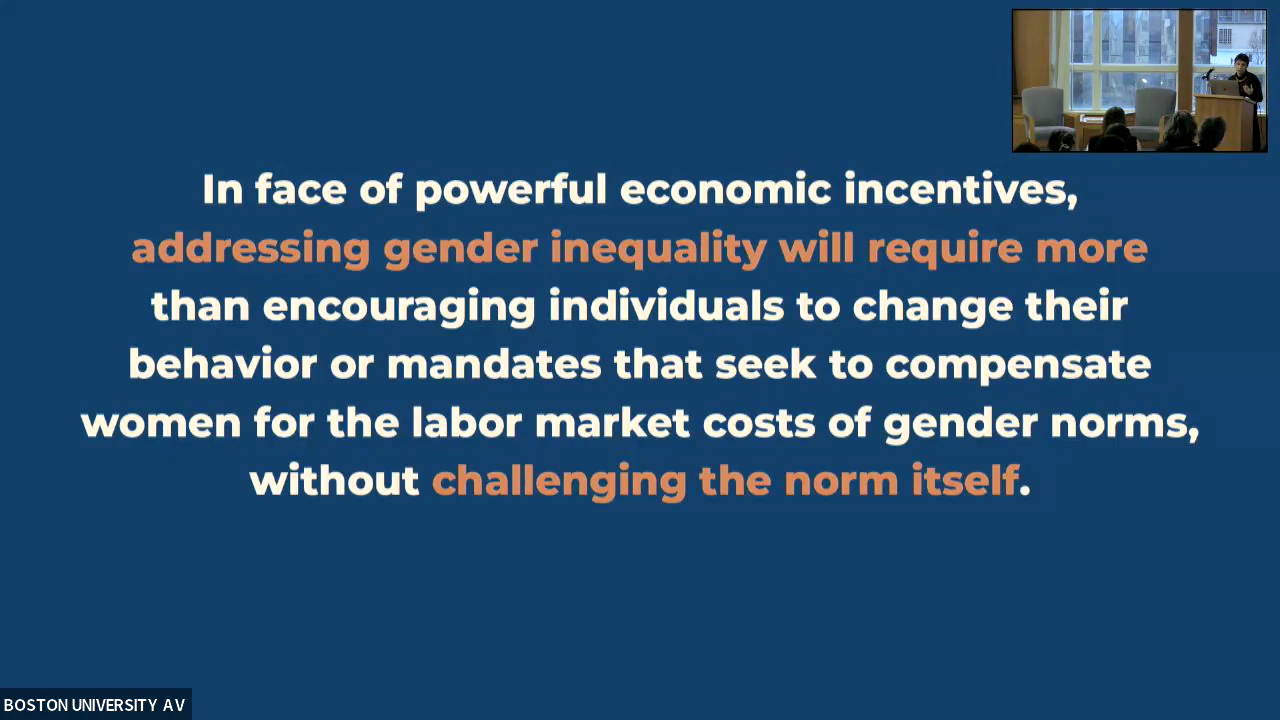 In face of powerful economic incentives,
addressing gender inequality will require more
than encouraging individuals to change their
behavior or mandates that seek to compensate
women for the labor market costs of gender norms,
without challenging the norm itself.
BOSTON UNIVERSITY AV